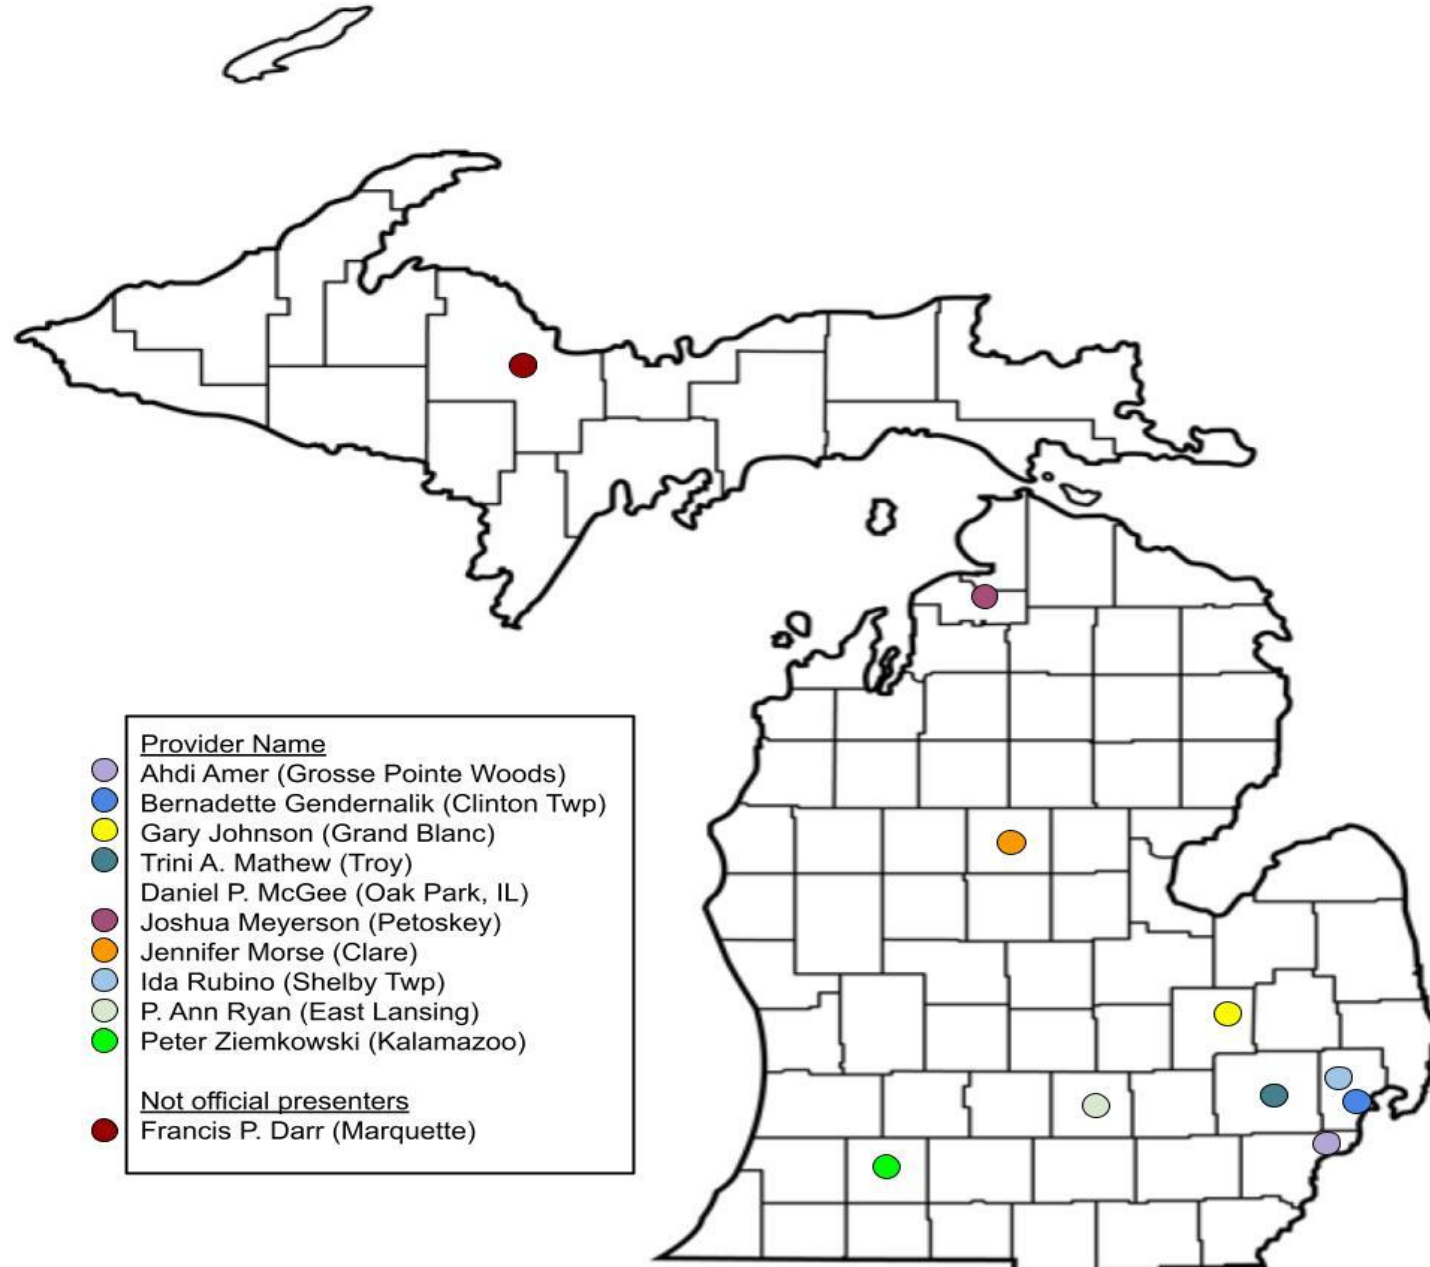 Provider Name
Ahdi Amer (Grosse Pointe Woods)
Bernadette Gendernalik (Clinton Twp)
Gary Johnson (Grand Blanc)
Trini A. Mathew (Troy)
Daniel P. McGee (Oak Park, IL)
Joshua Meyerson (Petoskey)
Jennifer Morse (Clare)
Ida Rubino (Shelby Twp)
P. Ann Ryan (East Lansing)
Peter Ziemkowski (Kalamazoo)
Not official presenters
Francis P. Darr (Marquette)